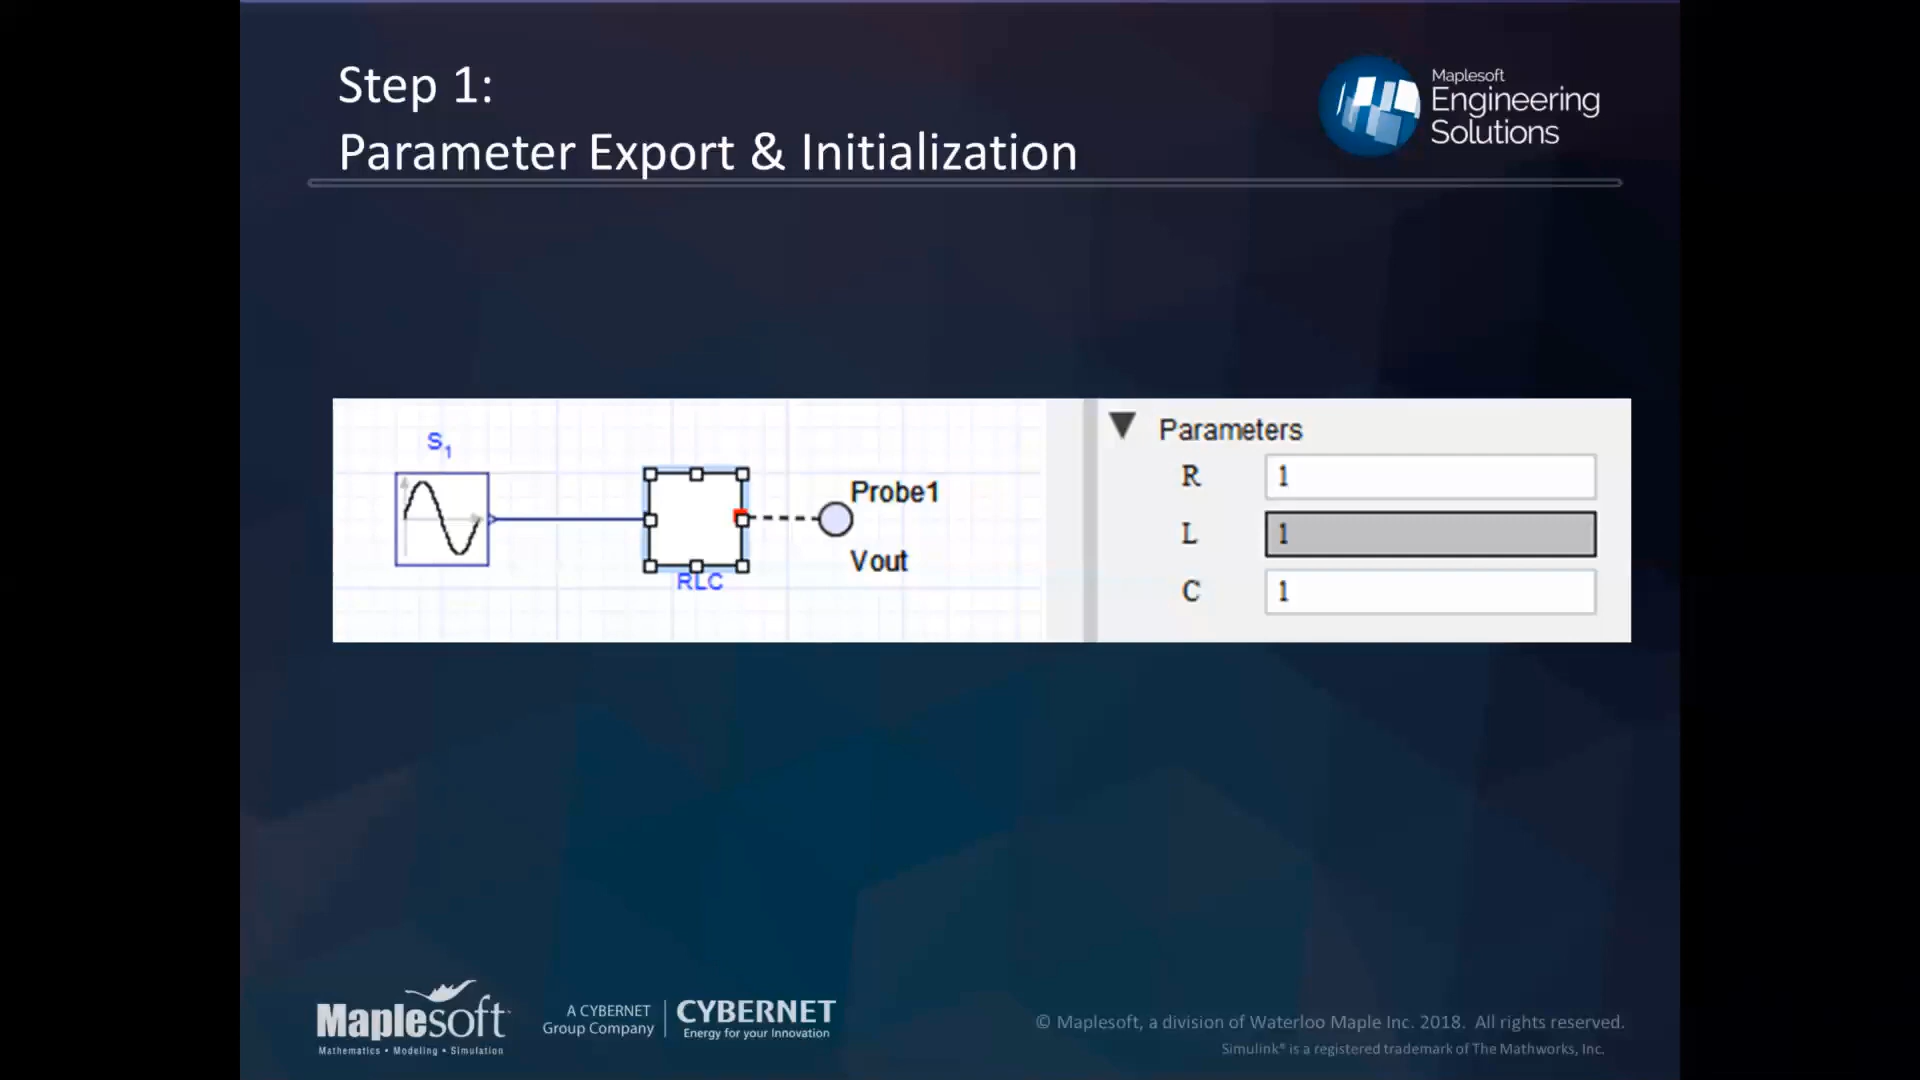 Step 1:
Parameter Export & Initialization
Maplesoft
Engineering
Solutions
S1
RLC
Probe1
Vout
Parameters
R 1
L 1
C 1
Maplesoft
Mathematics • Modeling • Simulation
A CYBERNET
Group Company
CYBERNET
Energy for your Innovation
© Maplesoft, a division of Waterloo Maple Inc. 2018. All rights reserved.
Simulink® is a registered trademark of The Mathworks, Inc.